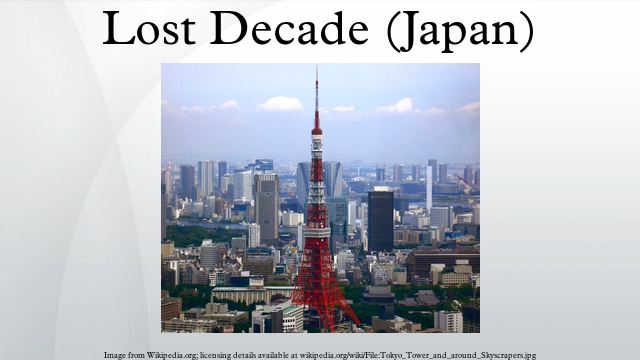 Lost Decade (Japan)
Image from Wikipedia.org; licensing details available at wikipedia.org/wiki/File:Tokyo_Tower_and_around_Skyscrapers.jpg